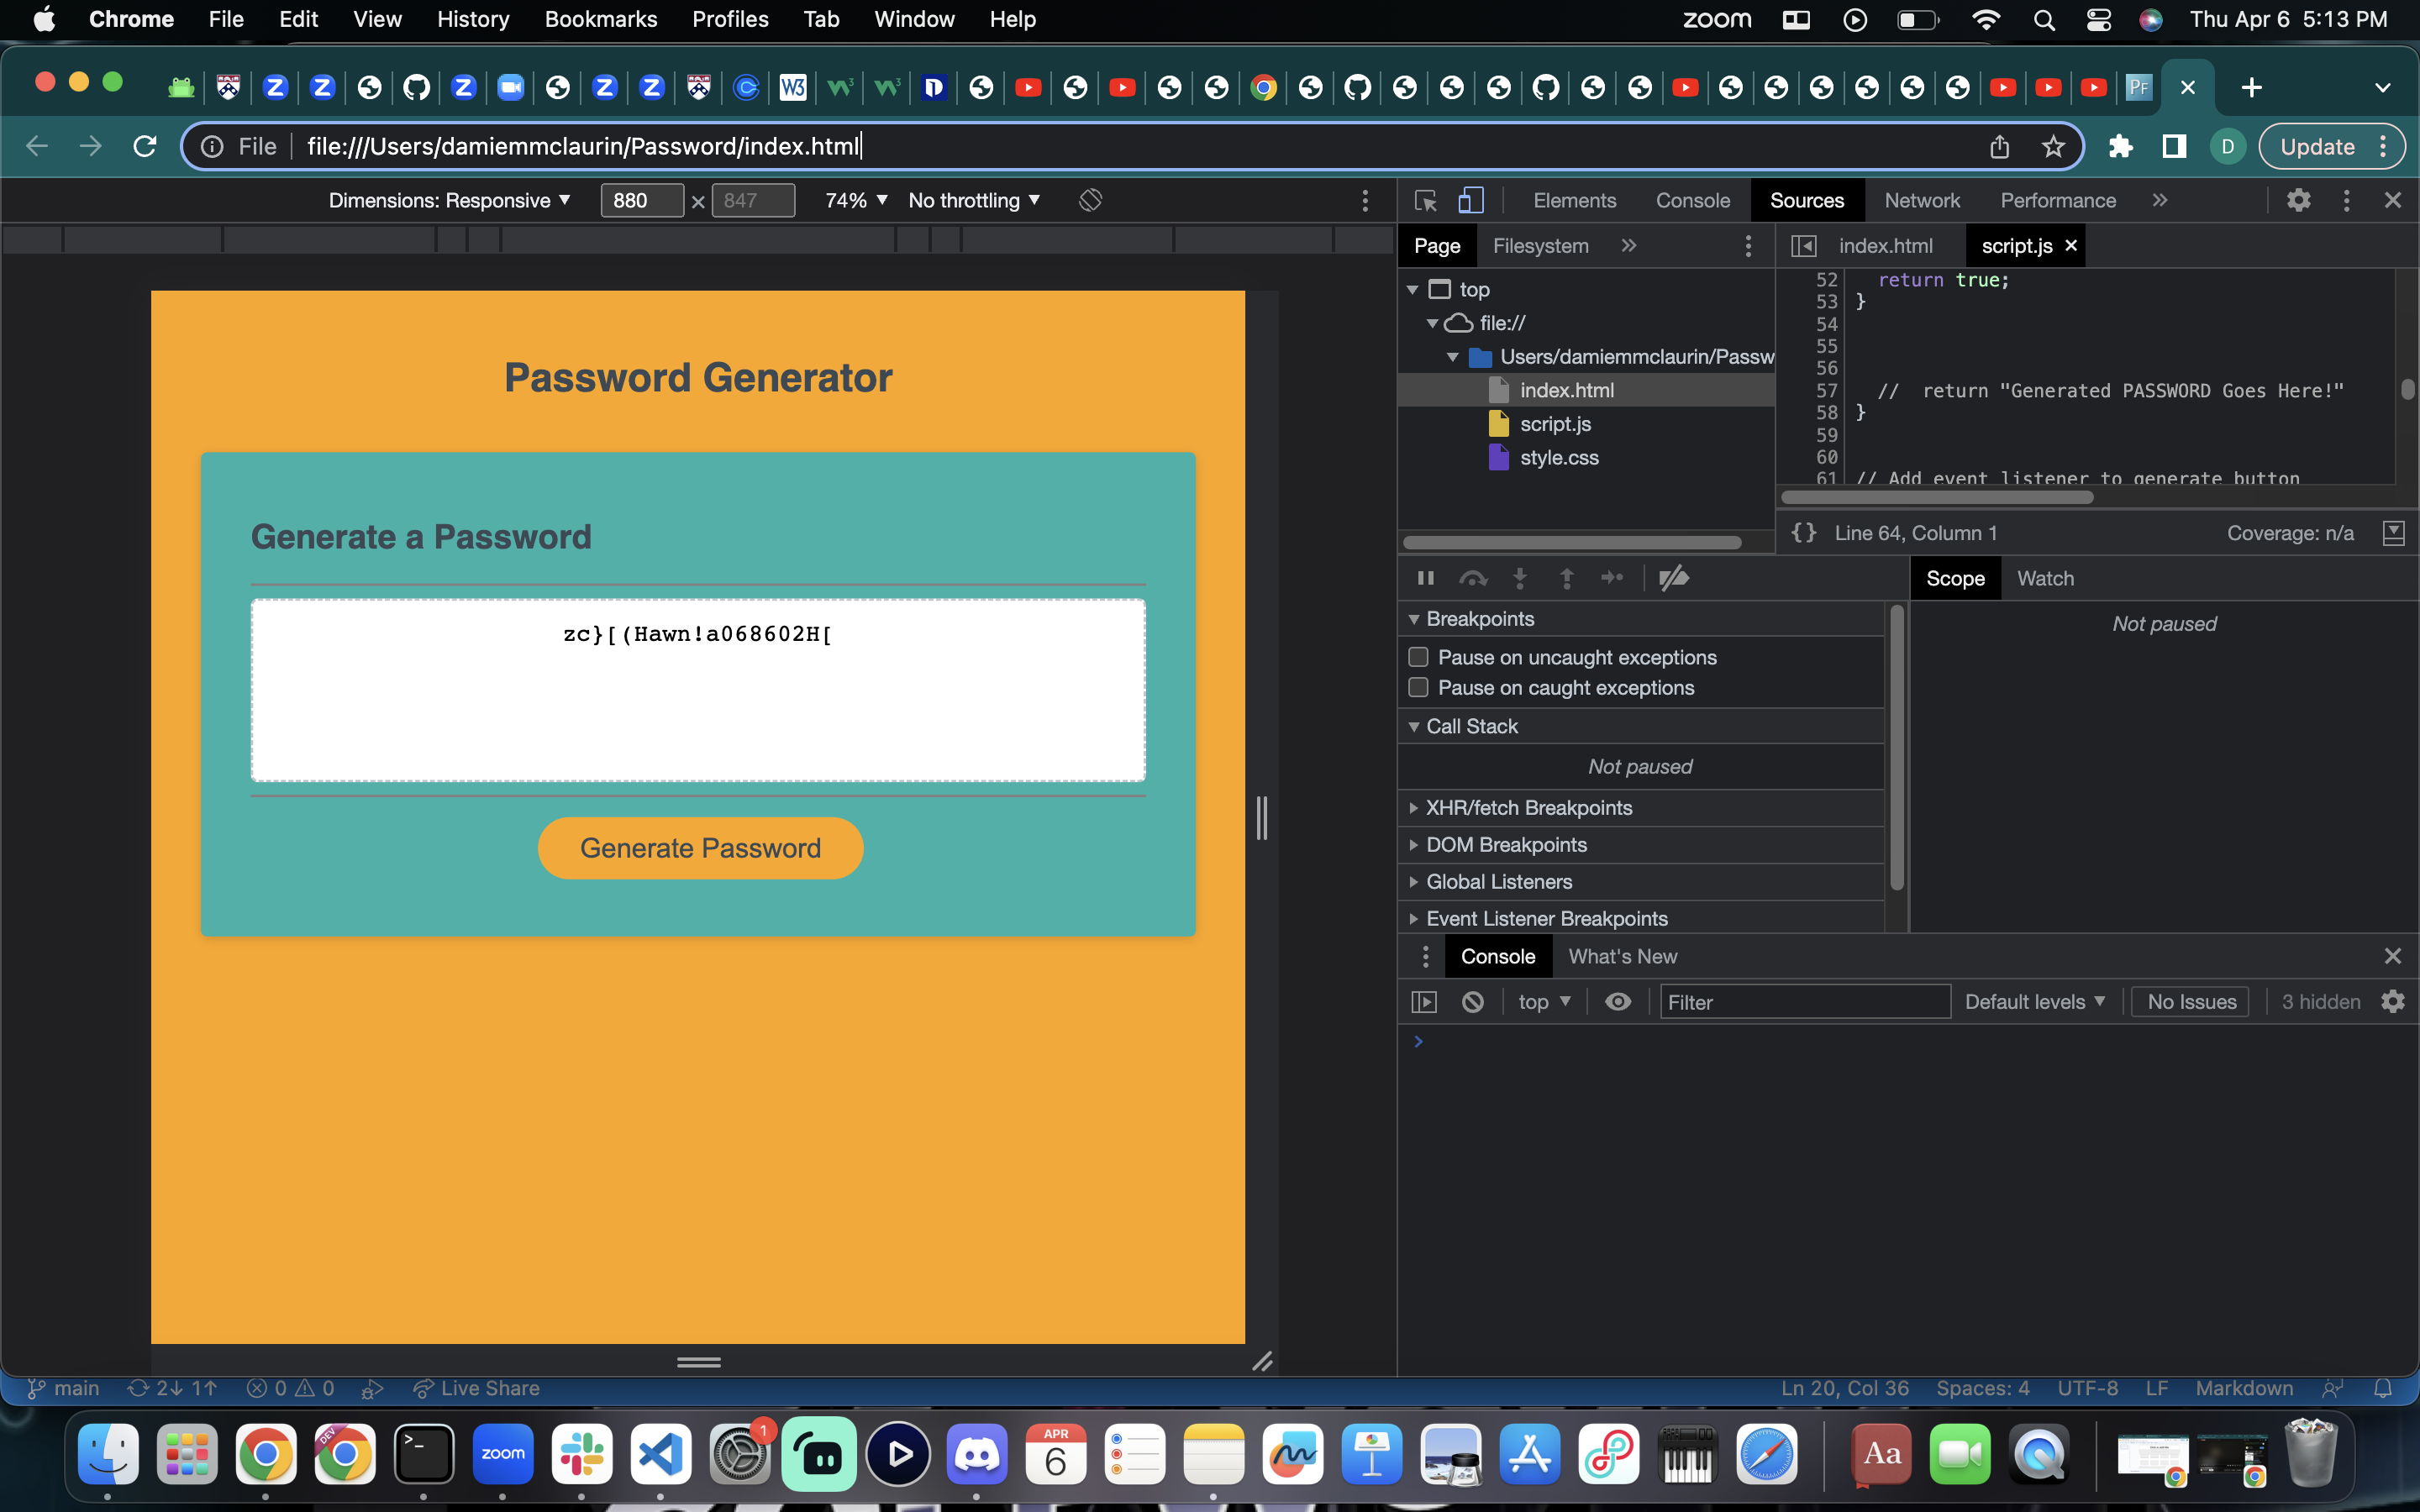 Chrome File Edit View History Bookmarks Profiles Tab Window Help zoom Thu Apr 6 5:13 PM
File file:///Users/damiemmclaurin/Password/index.html D Update
Dimensions: Responsive 880 × 847 74% No throttling Elements Console Sources Network Performance
Page Filesystem index.html script.js
top
file://
Users/damiemmclaurin/Passw
index.html
script.js
style.css
52 return true;
53 }
54
55
56
57 // return "Generated PASSWORD Goes Here!"
58 }
59
60
61 // Add event listener to generate button
{} Line 64, Column 1 Coverage: n/a
Password Generator
Generate a Password
zc}[(Hawn!a068602H[
Generate Password
Scope Watch
Not paused
Breakpoints
Pause on uncaught exceptions
Pause on caught exceptions
Call Stack
Not paused
XHR/fetch Breakpoints
DOM Breakpoints
Global Listeners
Event Listener Breakpoints
Console What's New
top Filter Default levels No Issues 3 hidden
main 2↓ 1↑ 0 0 Live Share Ln 20, Col 36 Spaces: 4 UTF-8 LF Markdown
DEV zoom 1 APR 6 Aa